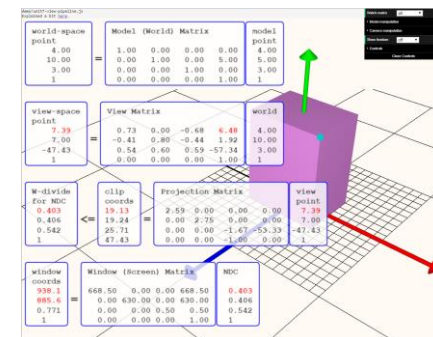 world-space point = Model (World) Matrix model point
4.00 1.00 0.00 0.00 0.00 4.00
10.00 0.00 1.00 0.00 5.00 5.00
3.00 0.00 0.00 1.00 0.00 3.00
1 0.00 0.00 0.00 1.00 1
view-space point = View Matrix world
7.39 0.73 0.00 -0.68 6.48 4.00
7.00 -0.41 0.80 -0.44 1.92 10.00
-47.43 0.54 0.60 0.59 -57.34 3.00
1 0.00 0.00 0.00 1.00 1
W-divide for NDC <= clip coords = Projection Matrix view point
0.403 19.13 2.59 0.00 0.00 0.00 7.39
0.406 19.24 0.00 2.75 0.00 0.00 7.00
0.542 25.71 0.00 0.00 -1.67 -53.33 -47.43
1 47.43 0.00 0.00 -1.00 0.00 1
window coords = Window (Screen) Matrix NDC
938.1 668.50 0.00 0.00 668.50 0.403
885.6 0.00 630.00 0.00 630.00 0.406
0.771 0.00 0.00 0.50 0.50 0.542
1 0.00 0.00 0.00 1.00 1
Close Controls